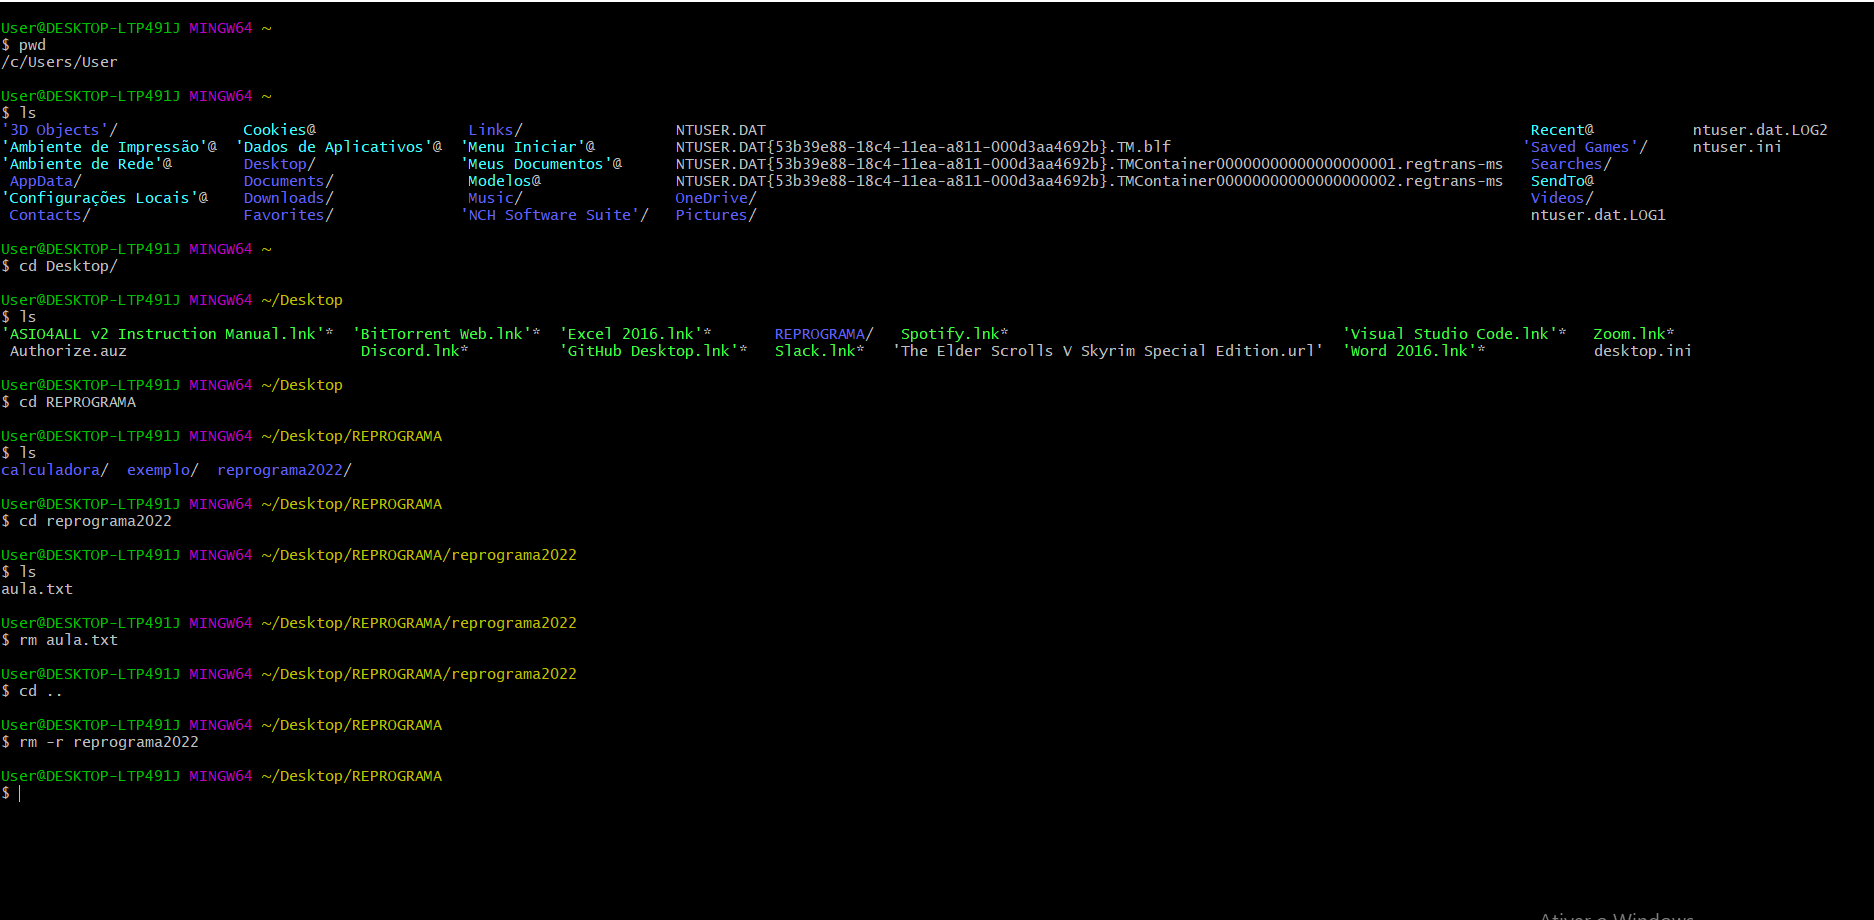 User@DESKTOP-LTP491J MINGW64 ~
$ pwd
/c/Users/User
User@DESKTOP-LTP491J MINGW64 ~
$ ls
'3D Objects'/ Cookies@ Links/ NTUSER.DAT Recent@ ntuser.dat.LOG2
'Ambiente de Impressão'@ 'Dados de Aplicativos'@ 'Menu Iniciar'@ NTUSER.DAT{53b39e88-18c4-11ea-a811-000d3aa4692b}.TM.blf 'Saved Games'/ ntuser.ini
'Ambiente de Rede'@ Desktop/ 'Meus Documentos'@ NTUSER.DAT{53b39e88-18c4-11ea-a811-000d3aa4692b}.TMContainer00000000000000000001.regtrans-ms Searches/
AppData/ Documents/ Modelos@ NTUSER.DAT{53b39e88-18c4-11ea-a811-000d3aa4692b}.TMContainer00000000000000000002.regtrans-ms SendTo@
'Configurações Locais'@ Downloads/ Music/ OneDrive/ Videos/
Contacts/ Favorites/ 'NCH Software Suite'/ Pictures/ ntuser.dat.LOG1
User@DESKTOP-LTP491J MINGW64 ~
$ cd Desktop/
User@DESKTOP-LTP491J MINGW64 ~/Desktop
$ ls
'ASIO4ALL v2 Instruction Manual.lnk'* 'BitTorrent Web.lnk'* 'Excel 2016.lnk'* REPROGRAMA/ Spotify.lnk* 'Visual Studio Code.lnk'* Zoom.lnk*
Authorize.auz Discord.lnk* 'GitHub Desktop.lnk'* Slack.lnk* 'The Elder Scrolls V Skyrim Special Edition.url' 'Word 2016.lnk'* desktop.ini
User@DESKTOP-LTP491J MINGW64 ~/Desktop
$ cd REPROGRAMA
User@DESKTOP-LTP491J MINGW64 ~/Desktop/REPROGRAMA
$ ls
calculadora/ exemplo/ reprograma2022/
User@DESKTOP-LTP491J MINGW64 ~/Desktop/REPROGRAMA
$ cd reprograma2022
User@DESKTOP-LTP491J MINGW64 ~/Desktop/REPROGRAMA/reprograma2022
$ ls
aula.txt
User@DESKTOP-LTP491J MINGW64 ~/Desktop/REPROGRAMA/reprograma2022
$ rm aula.txt
User@DESKTOP-LTP491J MINGW64 ~/Desktop/REPROGRAMA/reprograma2022
$ cd ..
User@DESKTOP-LTP491J MINGW64 ~/Desktop/REPROGRAMA
$ rm -r reprograma2022
User@DESKTOP-LTP491J MINGW64 ~/Desktop/REPROGRAMA
$
Ativar o Windows